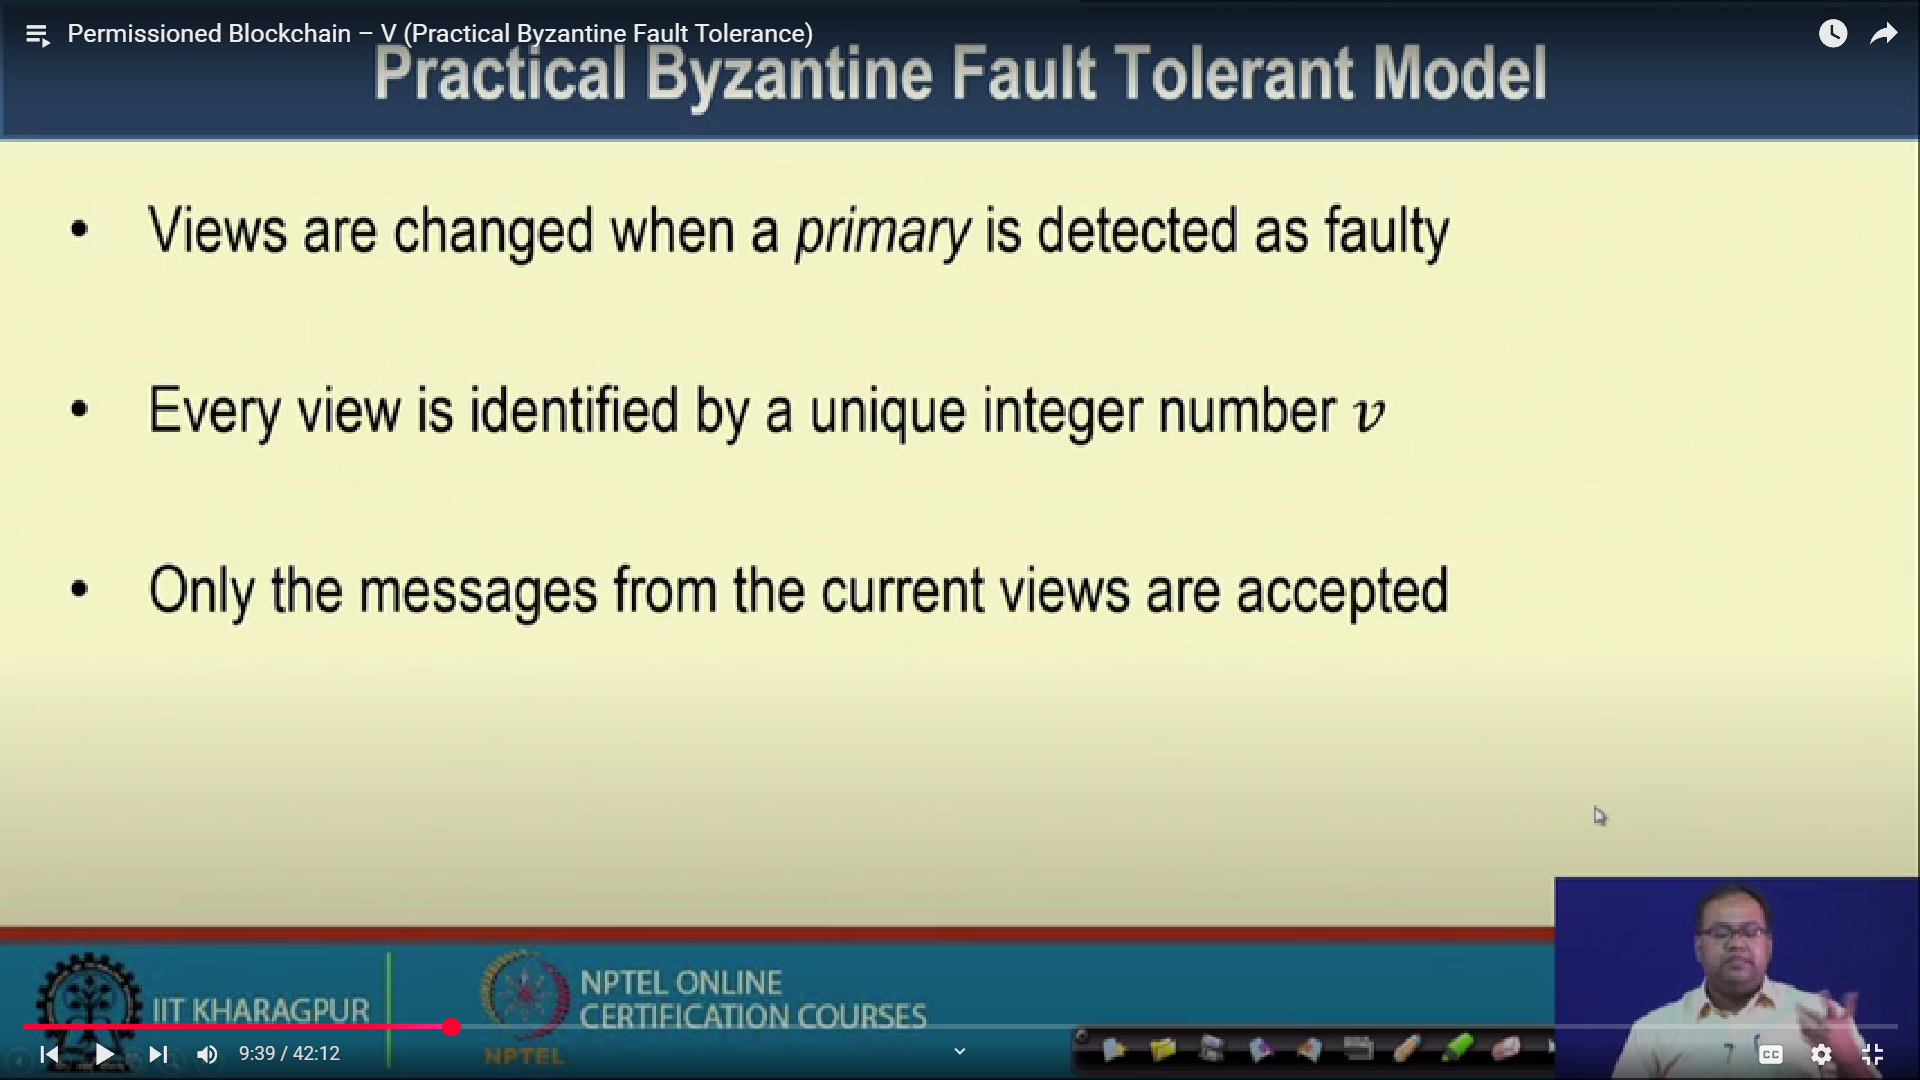 Permissioned Blockchain – V (Practical Byzantine Fault Tolerance)
Practical Byzantine Fault Tolerant Model
• Views are changed when a primary is detected as faulty
• Every view is identified by a unique integer number v
• Only the messages from the current views are accepted
IIT KHARAGPUR
NPTEL
NPTEL ONLINE
CERTIFICATION COURSES
9:39 / 42:12
7
CC